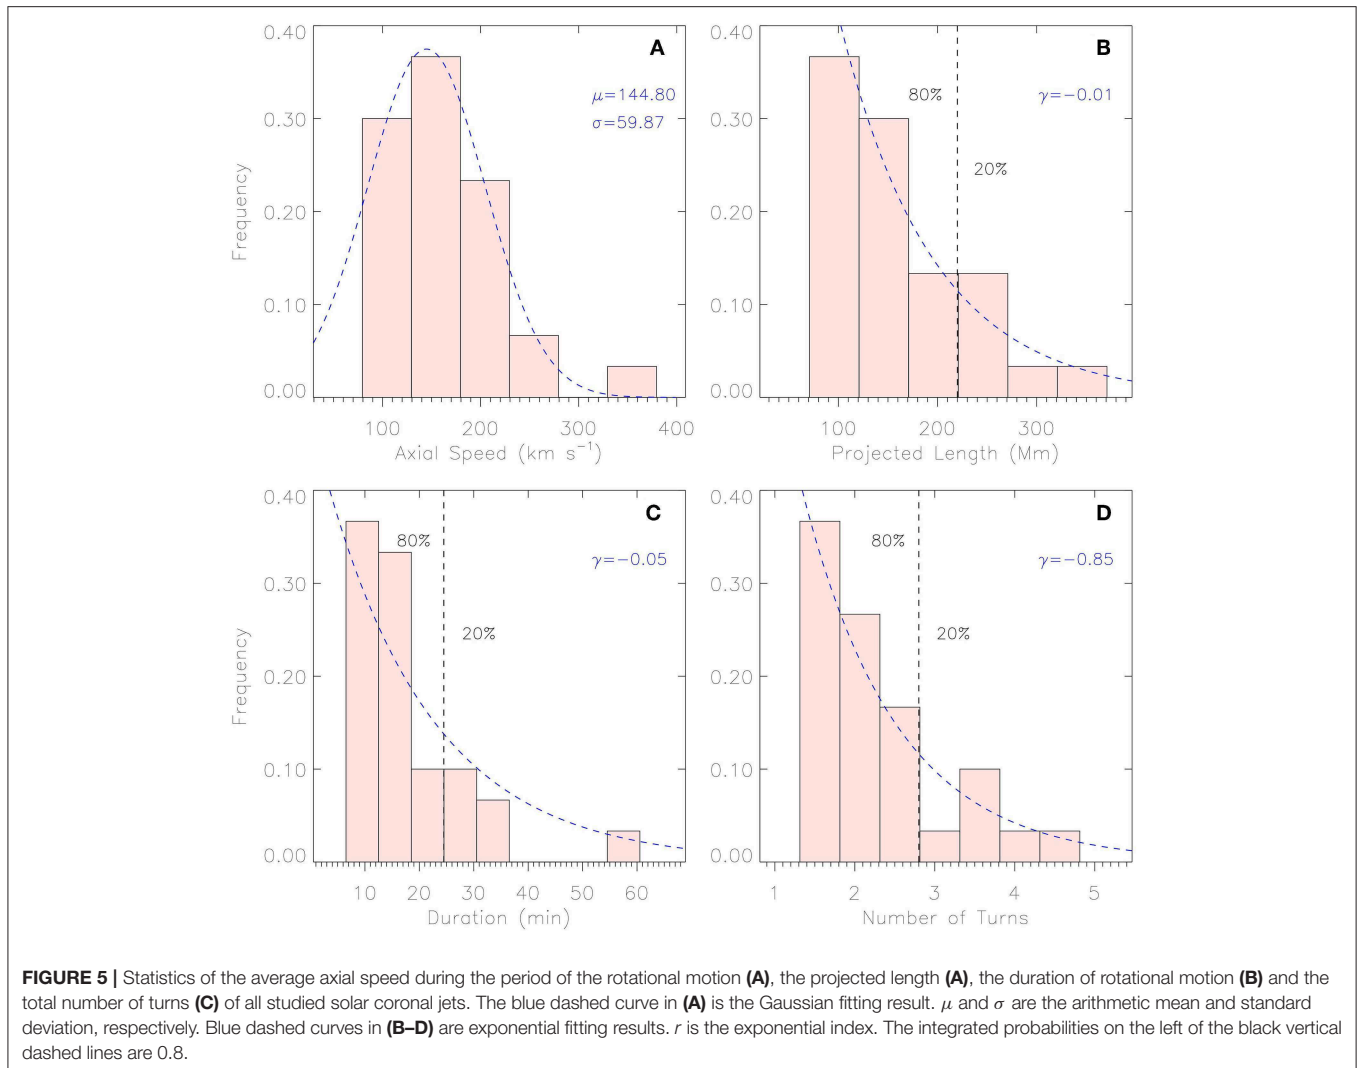 0.40
0.30
0.20
0.10
0.00
Frequency
A
μ=144.80
σ=59.87
100
200
300
400
Axial Speed (km s⁻¹)
0.40
0.30
0.20
0.10
0.00
B
80%
20%
γ=−0.01
100
200
300
Projected Length (Mm)
0.40
0.30
0.20
0.10
0.00
Frequency
C
80%
20%
γ=−0.05
10
20
30
40
50
60
Duration (min)
0.40
0.30
0.20
0.10
0.00
D
80%
20%
γ=−0.85
1
2
3
4
5
Number of Turns
FIGURE 5 | Statistics of the average axial speed during the period of the rotational motion (A), the projected length (A), the duration of rotational motion (B) and the
total number of turns (C) of all studied solar coronal jets. The blue dashed curve in (A) is the Gaussian fitting result. μ and σ are the arithmetic mean and standard
deviation, respectively. Blue dashed curves in (B–D) are exponential fitting results. r is the exponential index. The integrated probabilities on the left of the black vertical
dashed lines are 0.8.